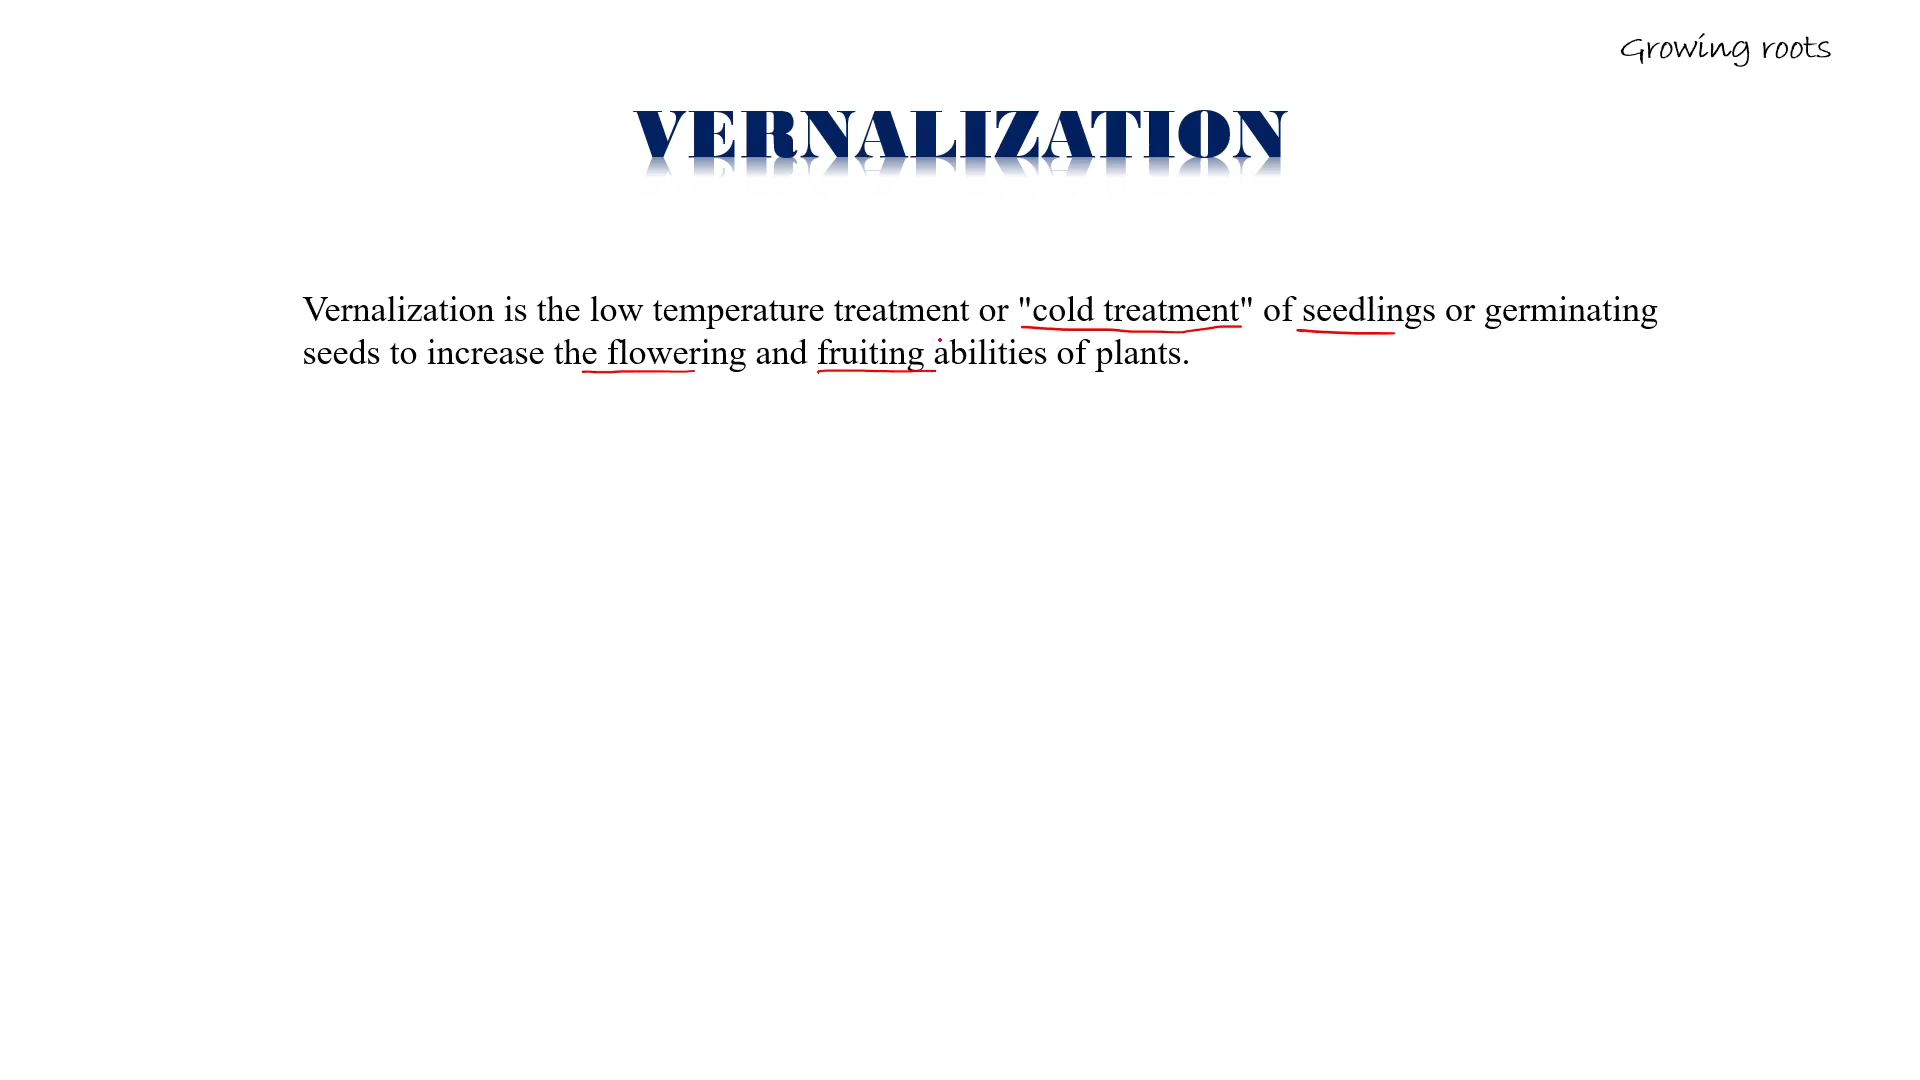 Growing roots
VERNALIZATION
Vernalization is the low temperature treatment or "cold treatment" of seedlings or germinating
seeds to increase the flowering and fruiting abilities of plants.